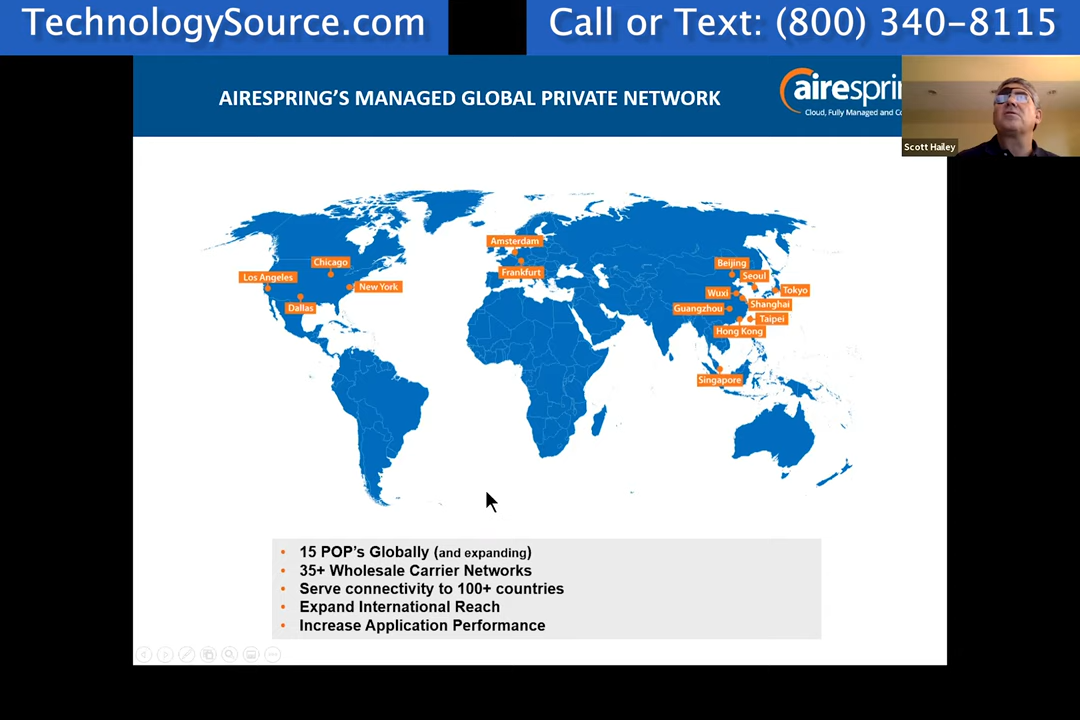 TechnologySource.com
Call or Text: (800) 340-8115
AIRESPRING'S MANAGED GLOBAL PRIVATE NETWORK
Cloud, Fully Managed and
Scott Hailey
Amsterdam
Chicago
Frankfurt
Beijing
Los Angeles
Seoul
New York
Wuxi
Tokyo
Dallas
Guangzhou
Shanghai
Taipei
Hong Kong
Singapore
• 15 POP's Globally (and expanding)
• 35+ Wholesale Carrier Networks
• Serve connectivity to 100+ countries
• Expand International Reach
• Increase Application Performance